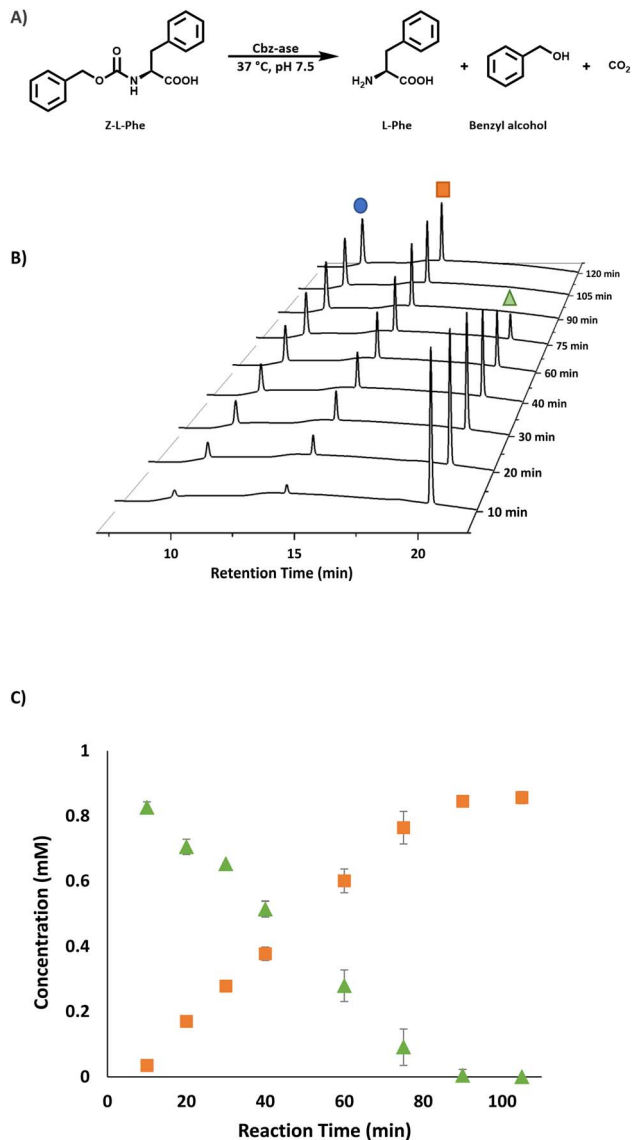 A)
O
O
N
H
COOH
Z-L-Phe
Cbz-ase
37 °C, pH 7.5
H₂N
COOH
L-Phe
+
OH
Benzyl alcohol
+
CO₂
B)
120 min
105 min
90 min
75 min
60 min
40 min
30 min
20 min
10 min
10 15 20
Retention Time (min)
C)
Concentration (mM)
1
0.8
0.6
0.4
0.2
0
0 20 40 60 80 100
Reaction Time (min)